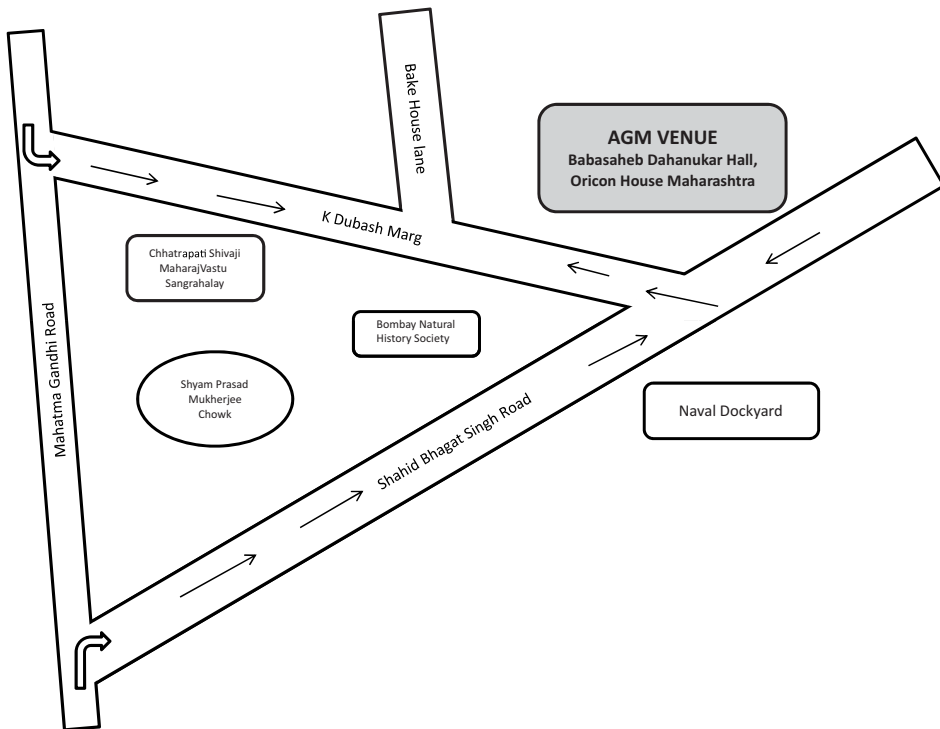 Bake House lane
AGM VENUE
Babasaheb Dahanukar Hall,
Oricon House Maharashtra
K Dubash Marg
Chhatrapati Shivaji
MaharajVastu
Sangrahalay
Bombay Natural
History Society
Mahatma Gandhi Road
Shyam Prasad
Mukherjee
Chowk
Naval Dockyard
Shahid Bhagat Singh Road